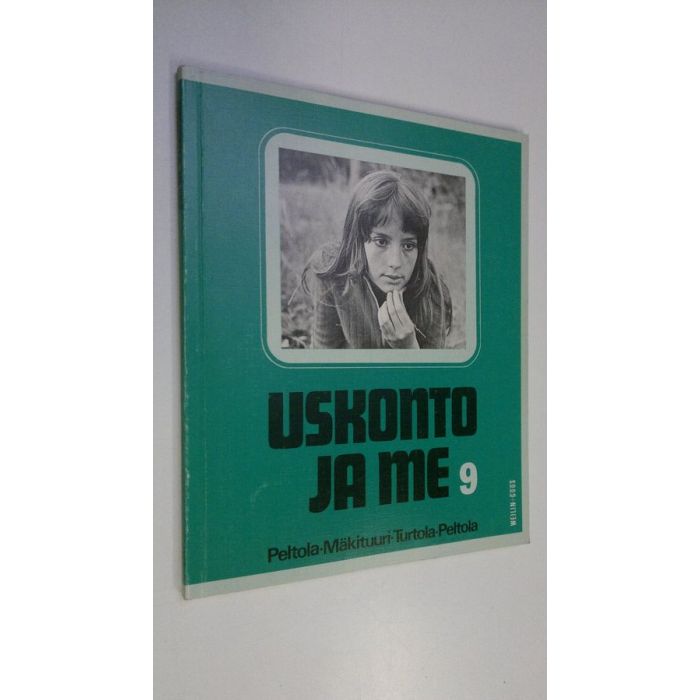 USKONTO
JA ME 9
Peltola·Mäkituuri·Turtola·Peltola
WEILIN+GÖÖS